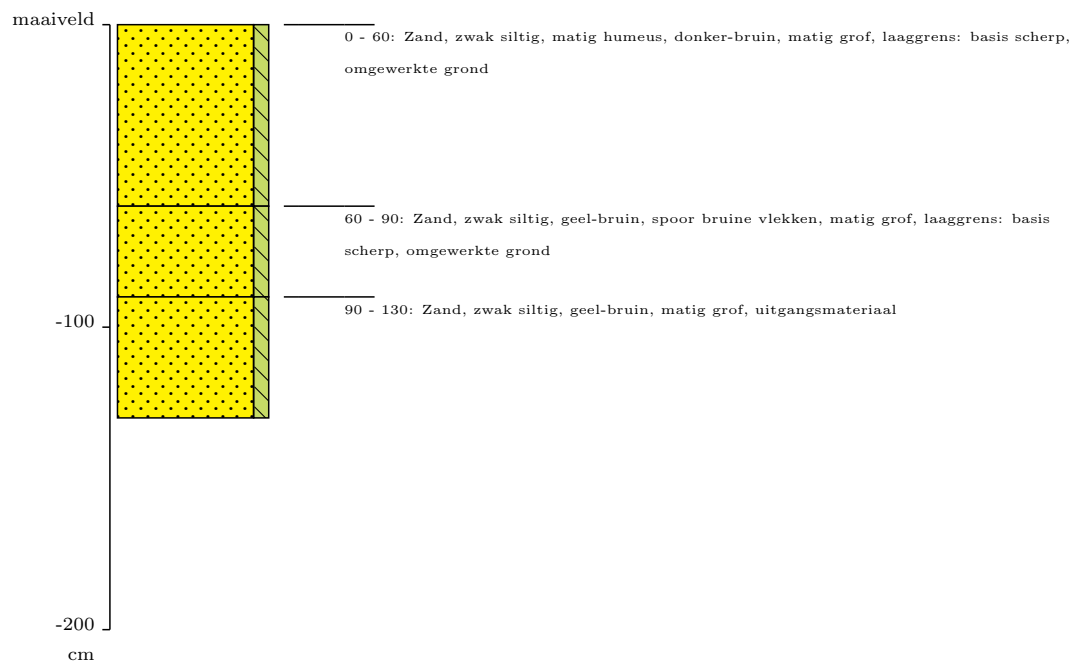 maaiveld
0 - 60: Zand, zwak siltig, matig humeus, donker-bruin, matig grof, laaggrens: basis scherp,
omgewerkte grond
60 - 90: Zand, zwak siltig, geel-bruin, spoor bruine vlekken, matig grof, laaggrens: basis
scherp, omgewerkte grond
90 - 130: Zand, zwak siltig, geel-bruin, matig grof, uitgangsmateriaal
-100
-200
cm